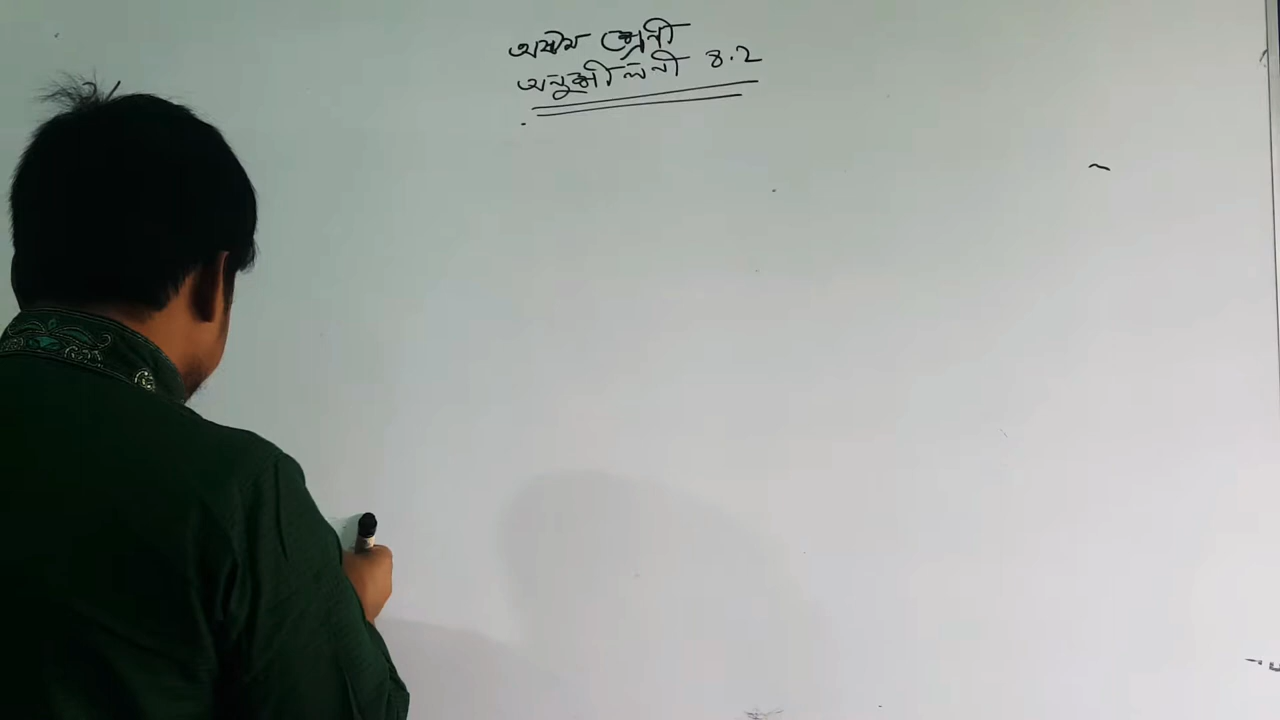 অষ্টম শ্রেনী
অনুশীলনী ৪.২